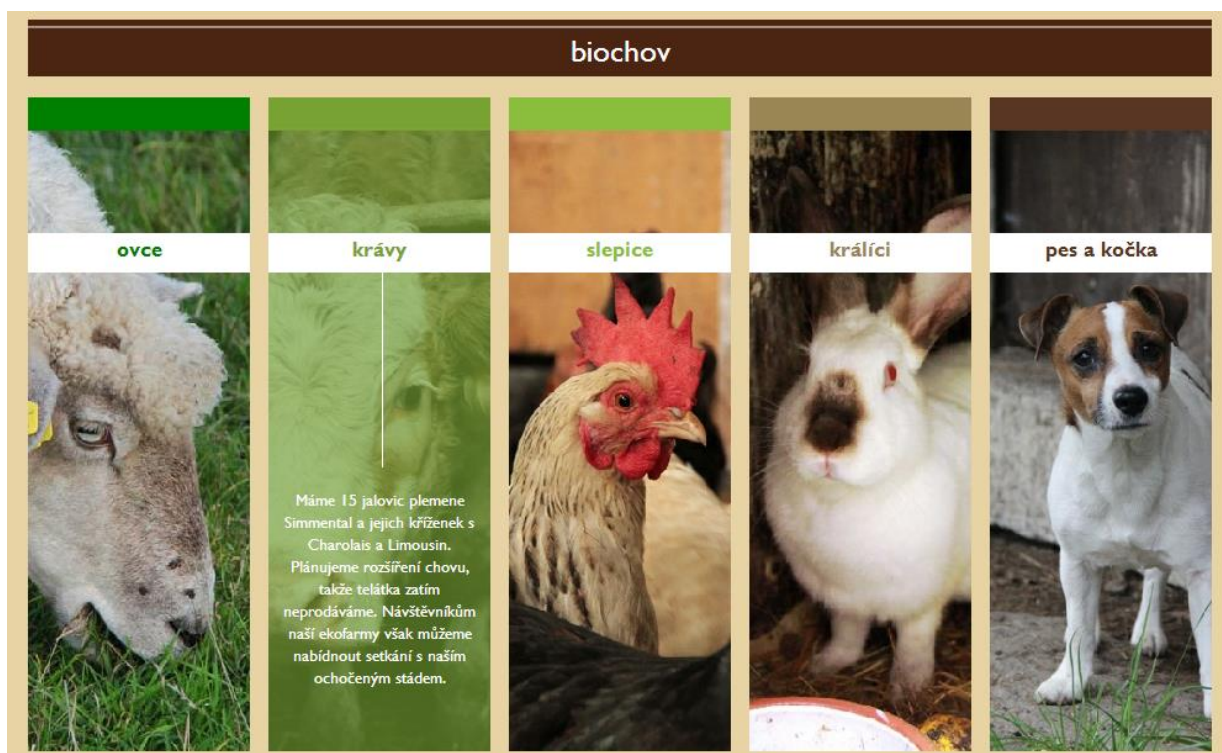 biochov
ovce
krávy
slepice
králíci
pes a kočka
Máme 15 jalovic plemene
Simmental a jejich kříženek s
Charolais a Limousin.
Plánujeme rozšíření chovu,
takže telátka zatím
neprodáváme. Návštěvníkům
naší ekofarmy však můžeme
nabídnout setkání s naším
ochočeným stádem.